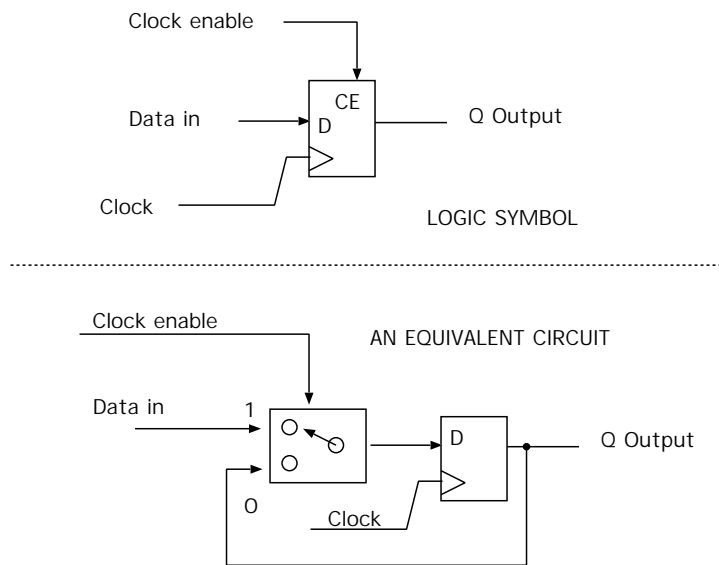 Clock enable
CE
Data in
D
Q Output
Clock
LOGIC SYMBOL
Clock enable
AN EQUIVALENT CIRCUIT
Data in
1
D
Q Output
0
Clock